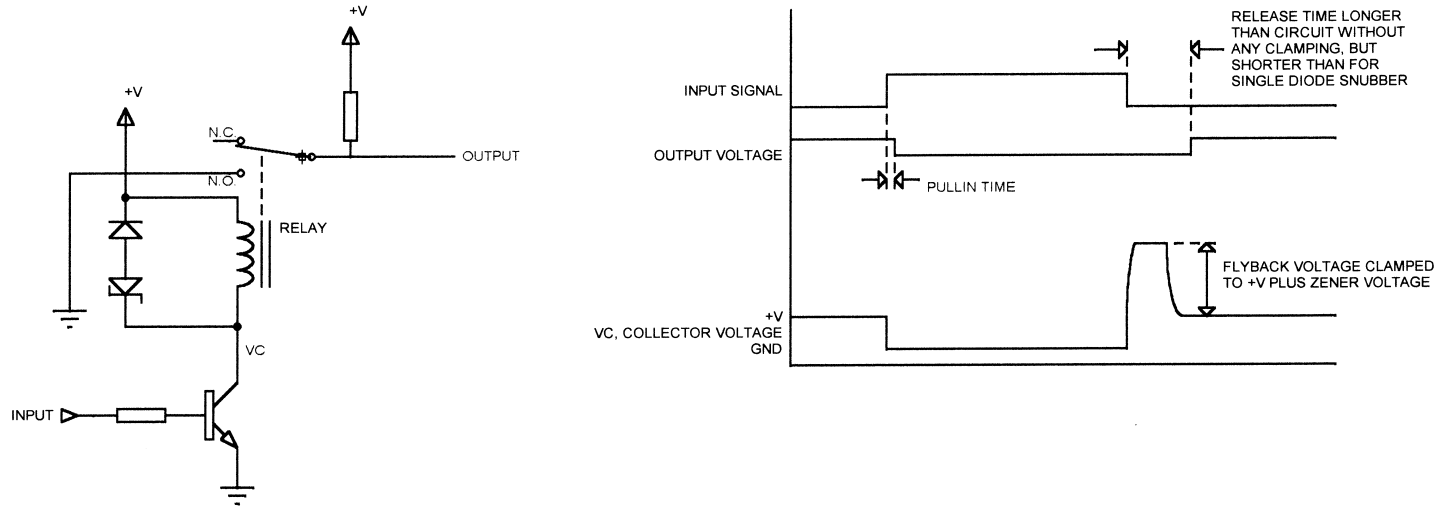 +V
+V
N.C.
OUTPUT
N.O.
RELAY
VC
INPUT
RELEASE TIME LONGER
THAN CIRCUIT WITHOUT
ANY CLAMPING, BUT
SHORTER THAN FOR
SINGLE DIODE SNUBBER
INPUT SIGNAL
OUTPUT VOLTAGE
PULLIN TIME
FLYBACK VOLTAGE CLAMPED
TO +V PLUS ZENER VOLTAGE
+V
VC, COLLECTOR VOLTAGE
GND